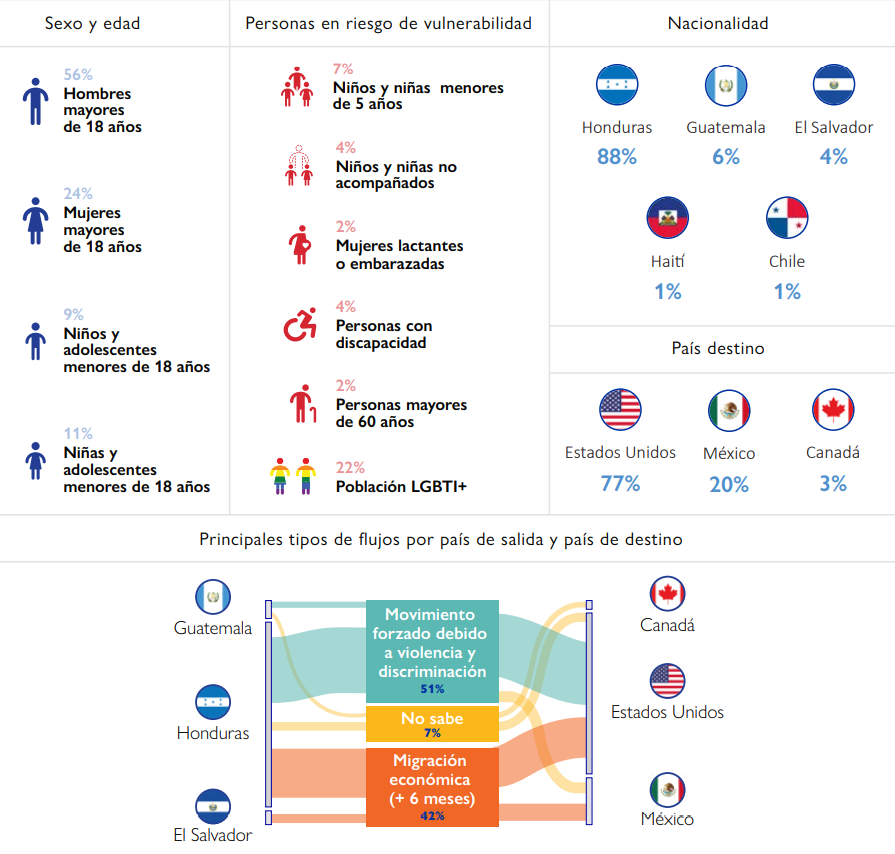 Sexo y edad
56%
Hombres
mayores
de 18 años
24%
Mujeres
mayores
de 18 años
9%
Niños y
adolescentes
menores de 18 años
11%
Niñas y
adolescentes
menores de 18 años
Personas en riesgo de vulnerabilidad
7%
Niños y niñas menores
de 5 años
4%
Niños y niñas no
acompañados
2%
Mujeres lactantes
o embarazadas
4%
Personas con
discapacidad
2%
Personas mayores
de 60 años
22%
Población LGBTI+
Nacionalidad
Honduras
88%
Guatemala
6%
El Salvador
4%
Haití
1%
Chile
1%
País destino
Estados Unidos
77%
México
20%
Canadá
3%
Principales tipos de flujos por país de salida y país de destino
Guatemala
Honduras
El Salvador
Movimiento
forzado debido
a violencia y
discriminación
51%
No sabe
7%
Migración
económica
(+ 6 meses)
42%
Canadá
Estados Unidos
México